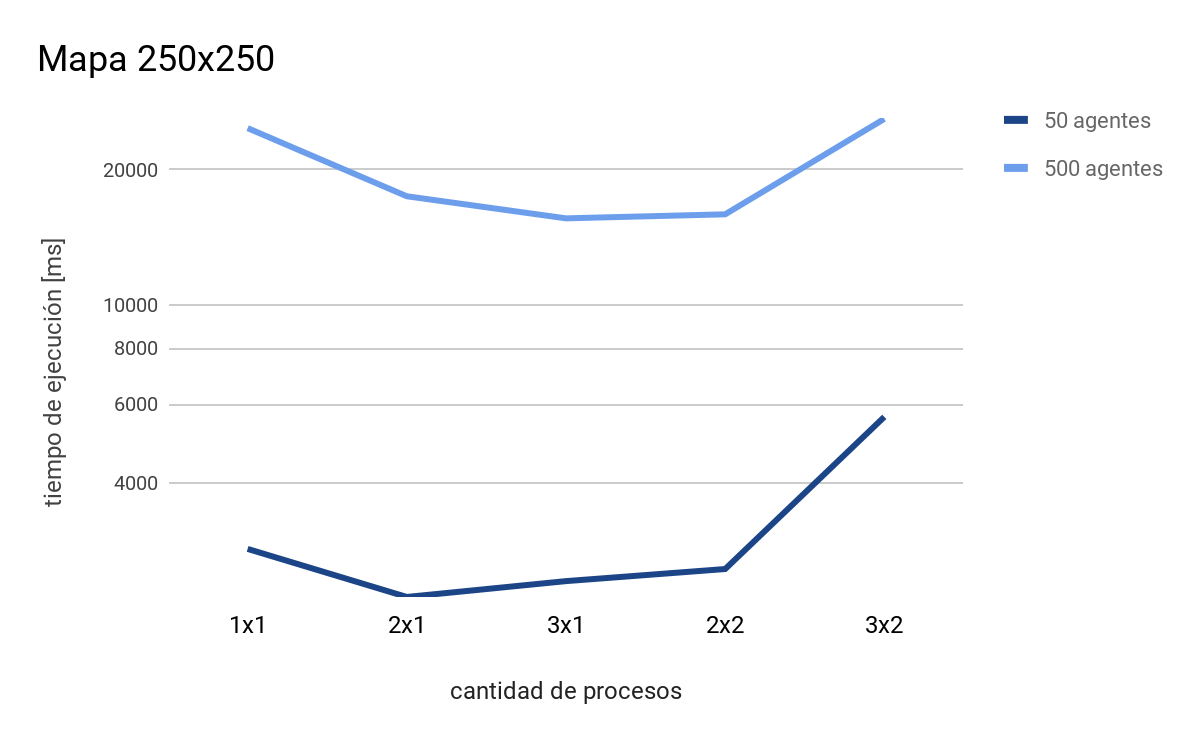 Mapa 250x250
50 agentes
500 agentes
tiempo de ejecución [ms]
20000
10000
8000
6000
4000
1x1 2x1 3x1 2x2 3x2
cantidad de procesos